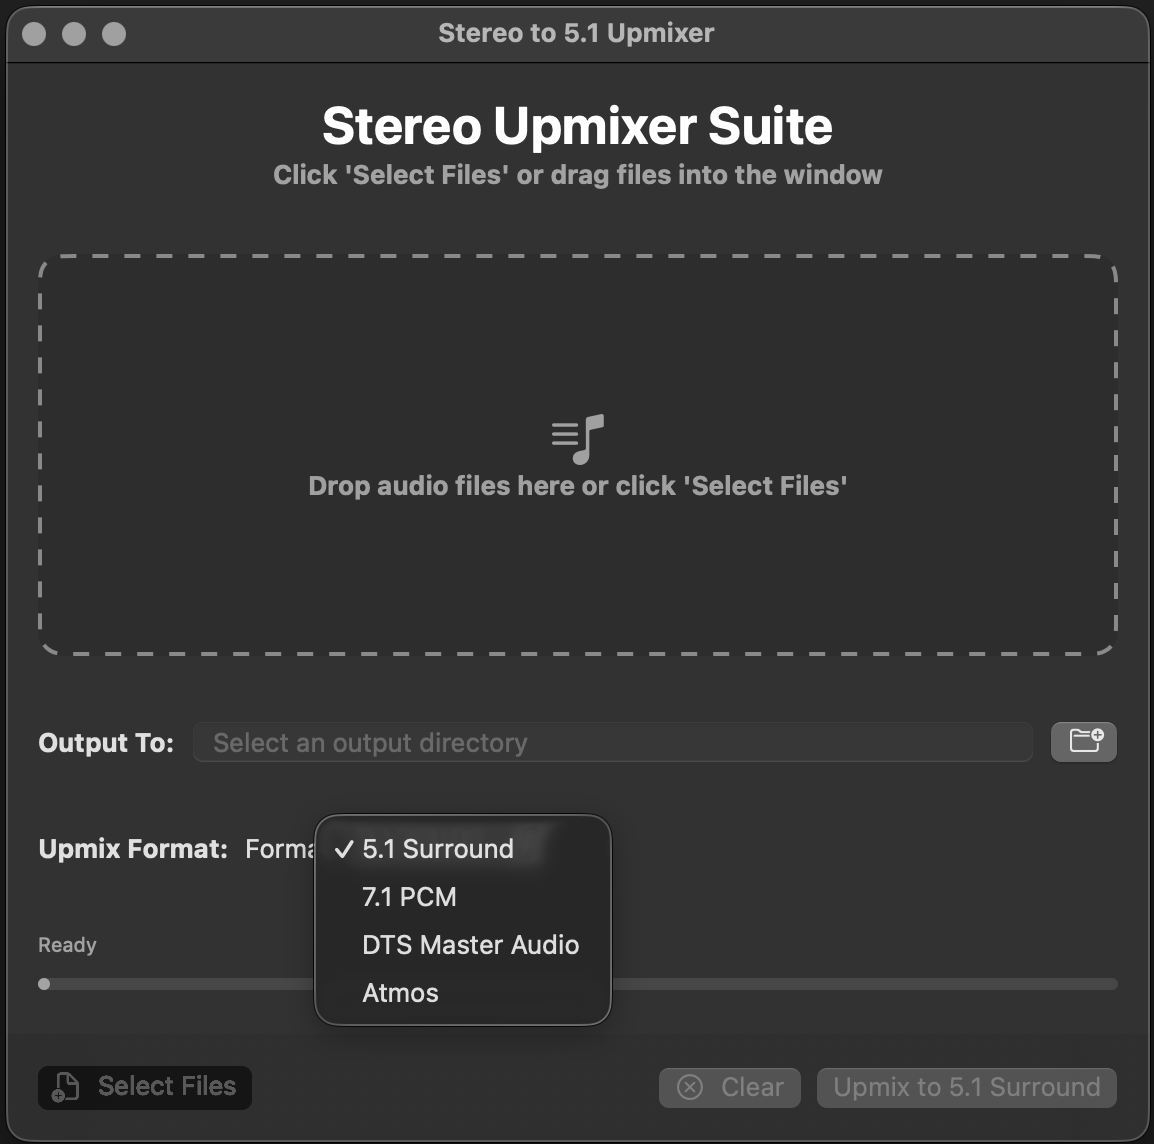 Stereo to 5.1 Upmixer
Stereo Upmixer Suite
Click 'Select Files' or drag files into the window
Drop audio files here or click 'Select Files'
Output To: Select an output directory
Upmix Format:
✓ 5.1 Surround
7.1 PCM
DTS Master Audio
Atmos
Ready
Select Files Clear Upmix to 5.1 Surround